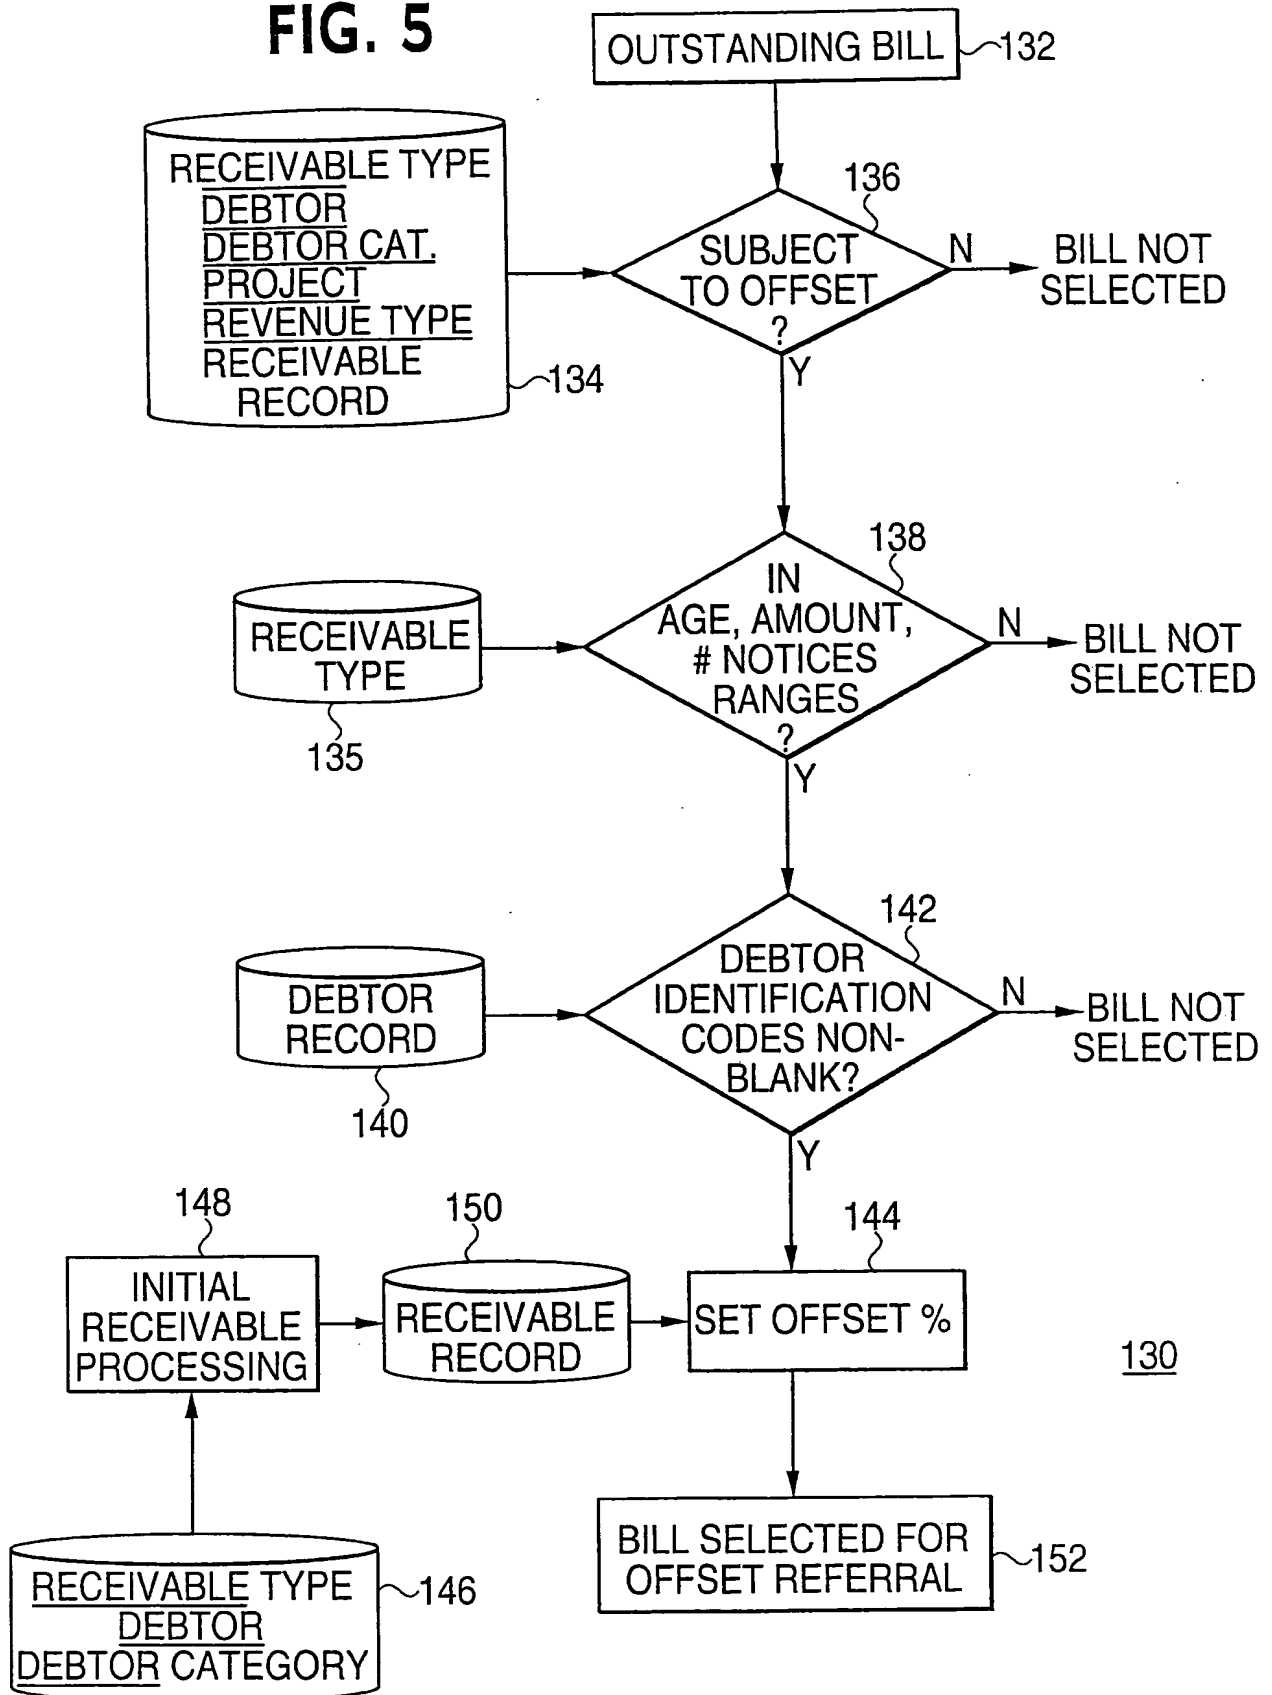 FIG. 5
OUTSTANDING BILL
132
RECEIVABLE TYPE
DEBTOR
DEBTOR CAT.
PROJECT
REVENUE TYPE
RECEIVABLE
RECORD
134
136
SUBJECT
TO OFFSET
?
N
BILL NOT
SELECTED
Y
138
IN
AGE, AMOUNT,
# NOTICES
RANGES
?
N
BILL NOT
SELECTED
Y
RECEIVABLE
TYPE
135
142
DEBTOR
IDENTIFICATION
CODES NON-
BLANK?
N
BILL NOT
SELECTED
Y
DEBTOR
RECORD
140
148
INITIAL
RECEIVABLE
PROCESSING
150
RECEIVABLE
RECORD
144
SET OFFSET %
130
RECEIVABLE TYPE
DEBTOR
DEBTOR CATEGORY
146
BILL SELECTED FOR
OFFSET REFERRAL
152